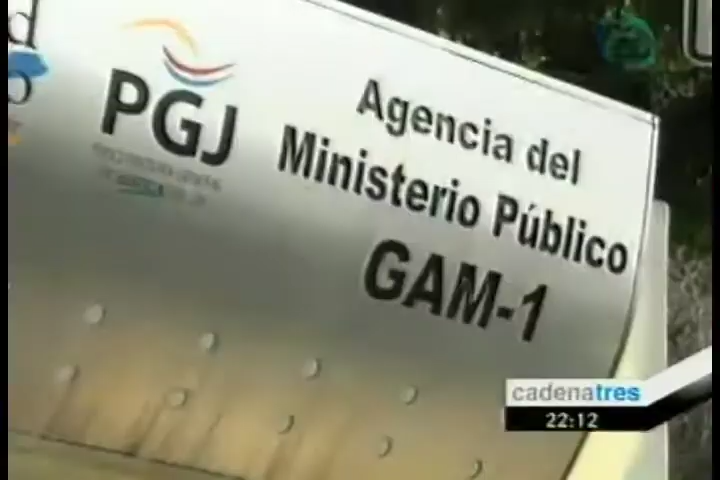 d
PGJ
Agencia del
Ministerio Público
GAM-1
cadenatres
22:12